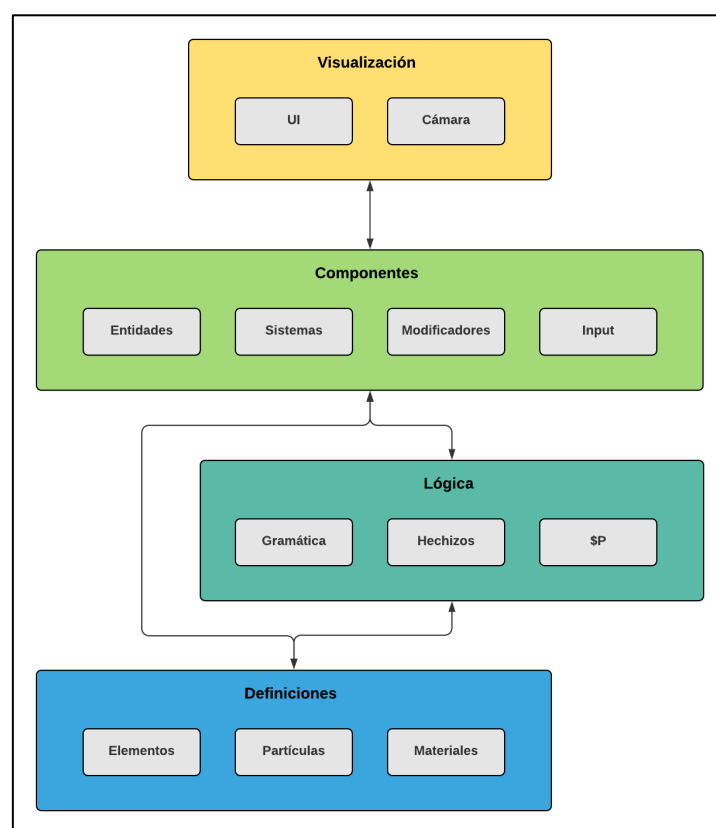 Visualización
UI
Cámara
Componentes
Entidades
Sistemas
Modificadores
Input
Lógica
Gramática
Hechizos
$P
Definiciones
Elementos
Partículas
Materiales